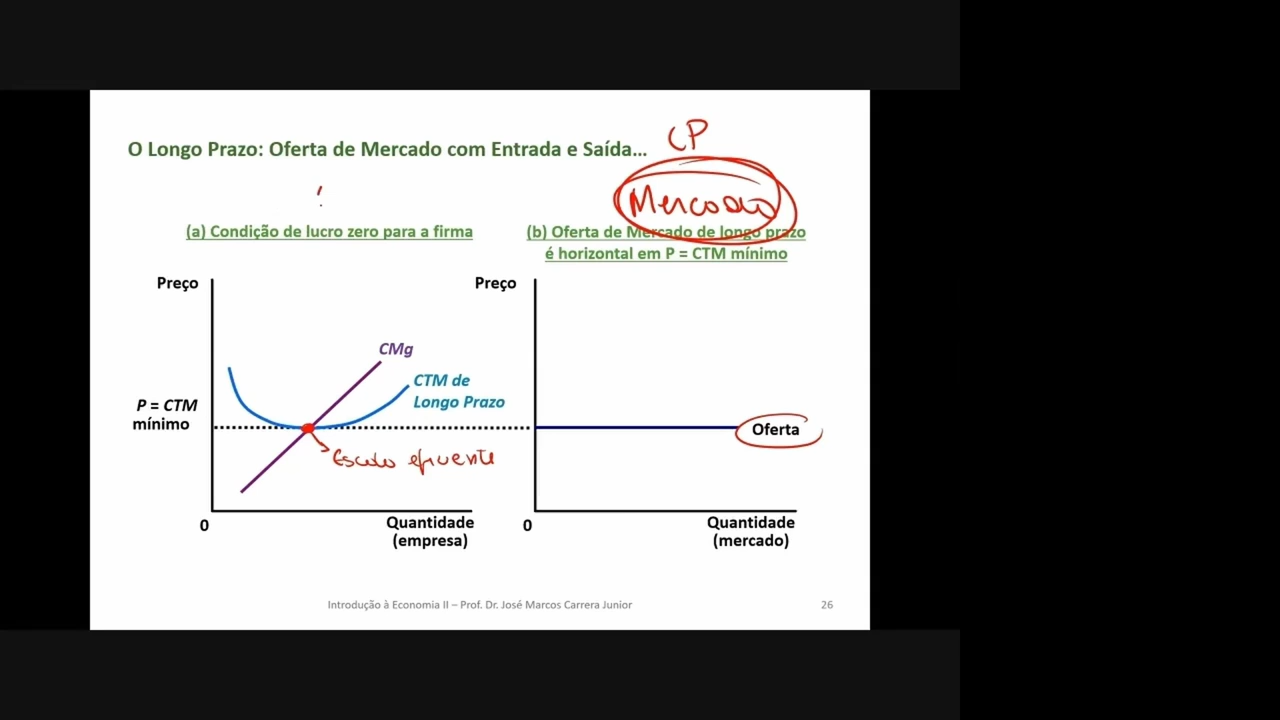 O Longo Prazo: Oferta de Mercado com Entrada e Saída...
CP
Mercado
(a) Condição de lucro zero para a firma
(b) Oferta de Mercado de longo prazo
é horizontal em P = CTM mínimo
Preço
CMg
CTM de
Longo Prazo
P = CTM
mínimo
Escala eficiente
0
Quantidade
(empresa)
Preço
Oferta
0
Quantidade
(mercado)
Introdução à Economia II – Prof. Dr. José Marcos Carrera Junior
26